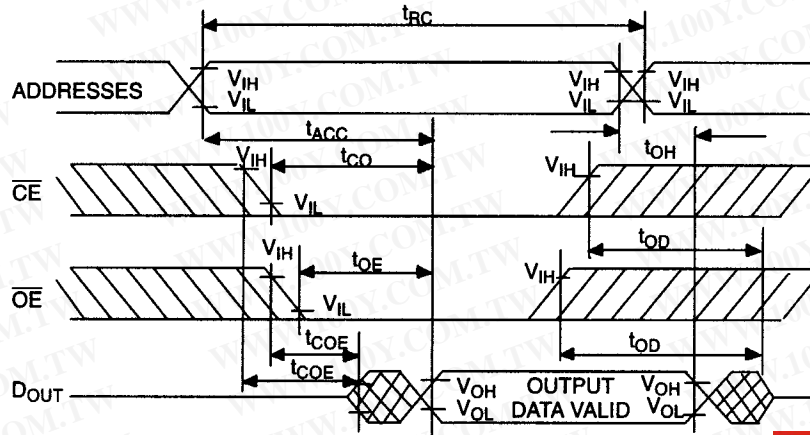 tRC
ADDRESSES
VIH
VIL
VIH
VIL
VIH
VIL
tACC
tOH
CE
VIH
tCO
VIL
VIH
tOD
OE
VIH
tOE
VIL
VIH
tCOE
tOD
tCOE
DOUT
VOH
VOL
OUTPUT
DATA VALID
VOH
VOL
WWW.100Y.COM.TW